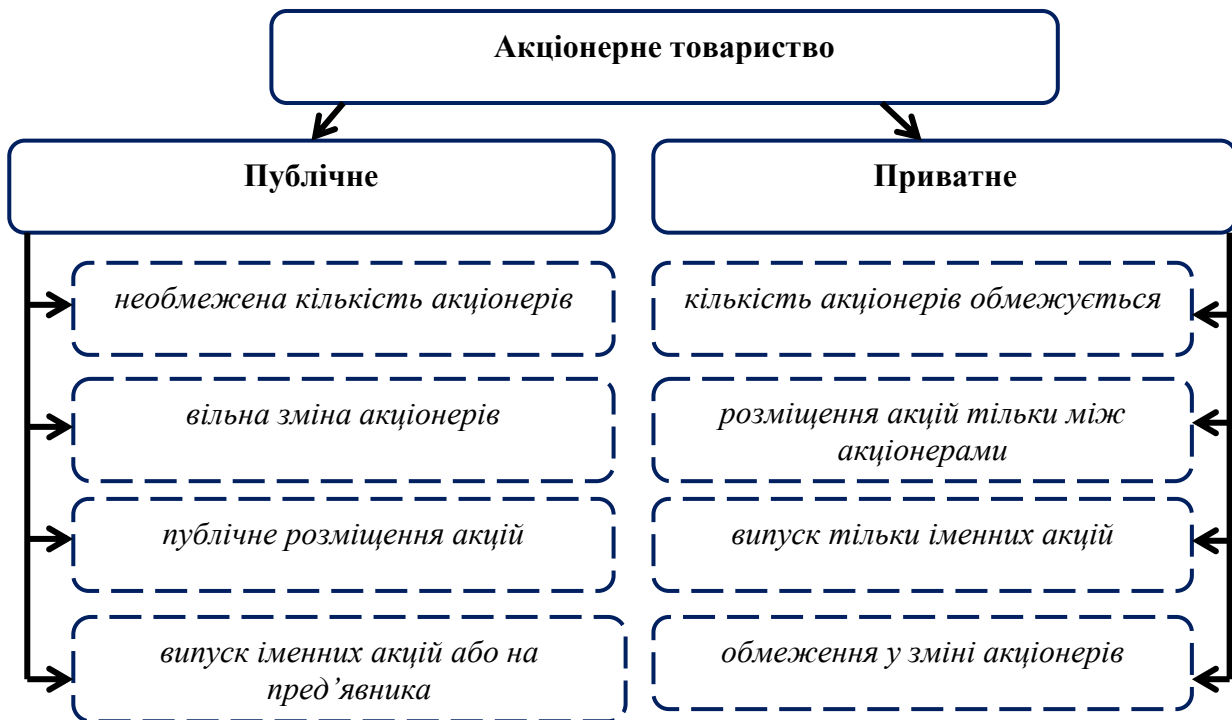 Акціонерне товариство
Публічне
Приватне
необмежена кількість акціонерів
кількість акціонерів обмежується
вільна зміна акціонерів
розміщення акцій тільки між
акціонерами
публічне розміщення акцій
випуск тільки іменних акцій
випуск іменних акцій або на
пред’явника
обмеження у зміні акціонерів